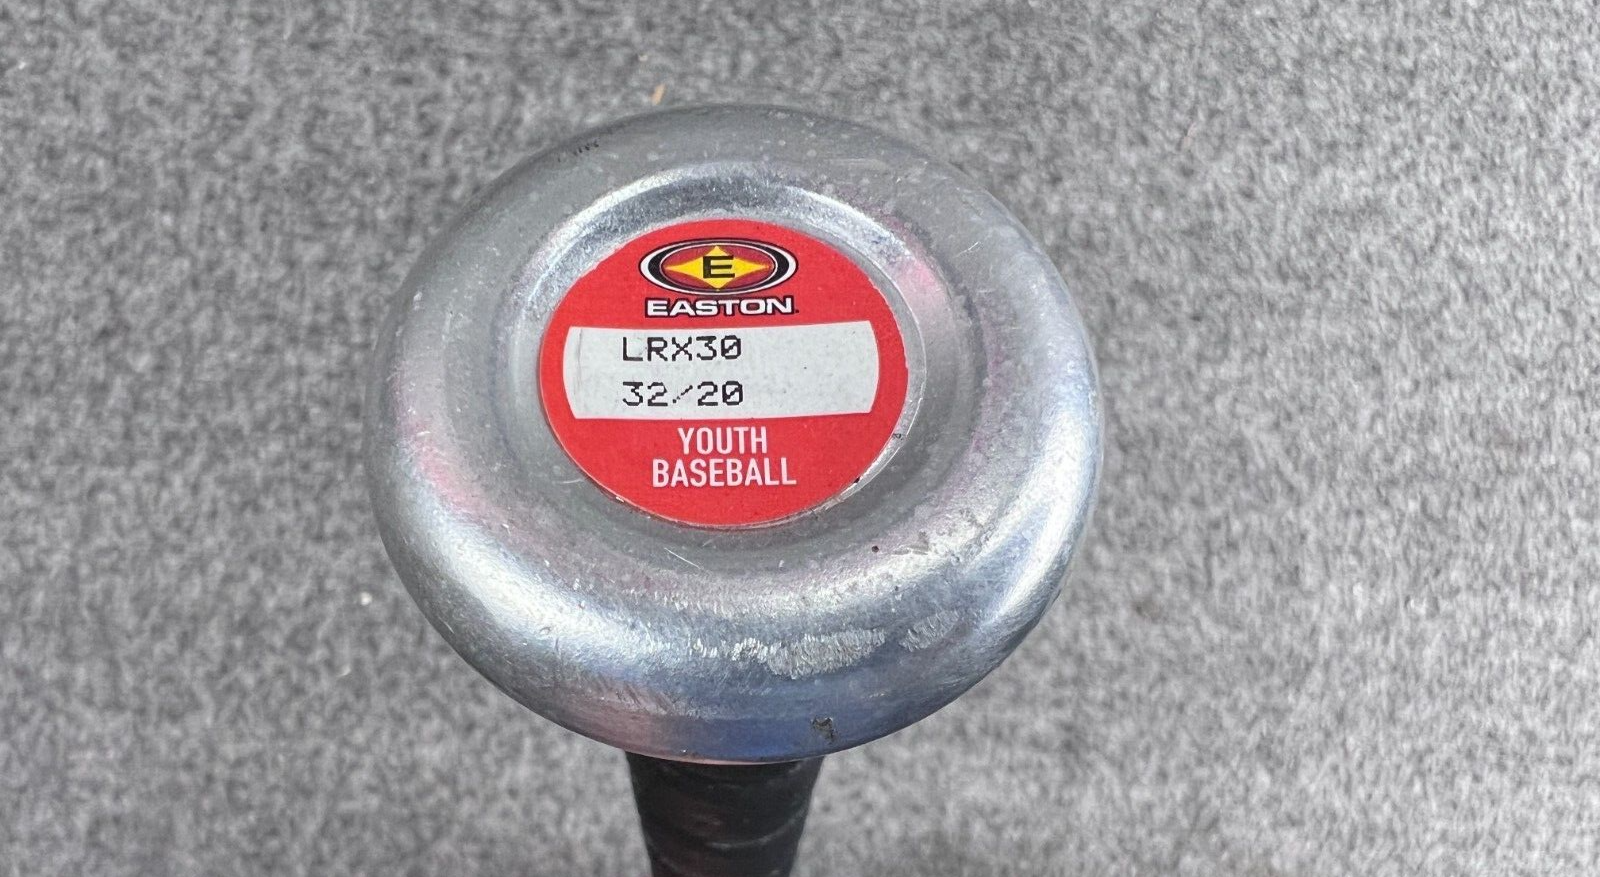 E
EASTON
LRX30
32/20
YOUTH
BASEBALL